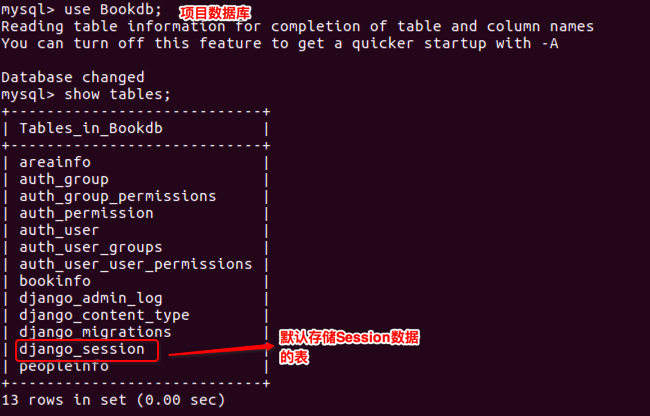 mysql> use Bookdb; 项目数据库
Reading table information for completion of table and column names
You can turn off this feature to get a quicker startup with -A
Database changed
mysql> show tables;
+----------------------------+
| Tables_in_Bookdb           |
+----------------------------+
| areainfo                   |
| auth_group                 |
| auth_group_permissions     |
| auth_permission            |
| auth_user                  |
| auth_user_groups           |
| auth_user_user_permissions |
| bookinfo                   |
| django_admin_log           |
| django_content_type        |
| django_migrations          |
| django_session             |
| peopleinfo                 |
+----------------------------+
13 rows in set (0.00 sec)
默认存储Session数据
的表